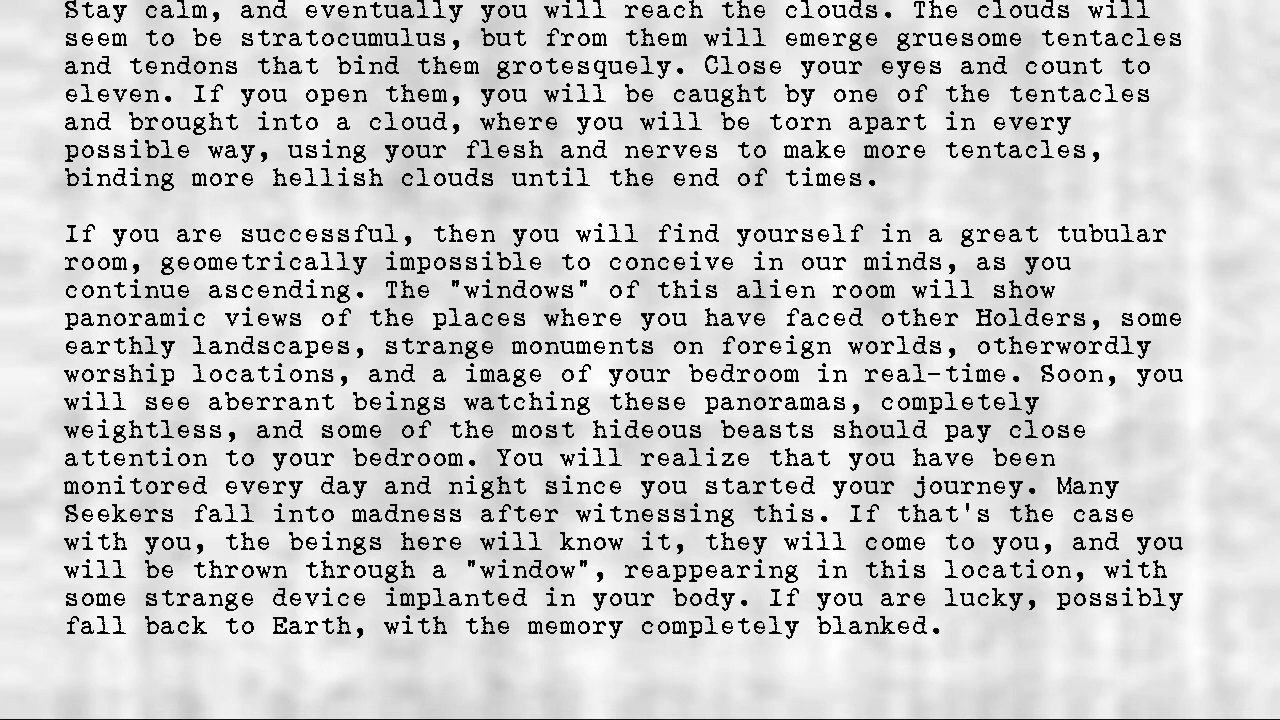 Stay calm, and eventually you will reach the clouds. The clouds will
seem to be stratocumulus, but from them will emerge gruesome tentacles
and tendons that bind them grotesquely. Close your eyes and count to
eleven. If you open them, you will be caught by one of the tentacles
and brought into a cloud, where you will be torn apart in every
possible way, using your flesh and nerves to make more tentacles,
binding more hellish clouds until the end of times.
If you are successful, then you will find yourself in a great tubular
room, geometrically impossible to conceive in our minds, as you
continue ascending. The "windows" of this alien room will show
panoramic views of the places where you have faced other Holders, some
earthly landscapes, strange monuments on foreign worlds, otherwordly
worship locations, and a image of your bedroom in real-time. Soon, you
will see aberrant beings watching these panoramas, completely
weightless, and some of the most hideous beasts should pay close
attention to your bedroom. You will realize that you have been
monitored every day and night since you started your journey. Many
Seekers fall into madness after witnessing this. If that's the case
with you, the beings here will know it, they will come to you, and you
will be thrown through a "window", reappearing in this location, with
some strange device implanted in your body. If you are lucky, possibly
fall back to Earth, with the memory completely blanked.